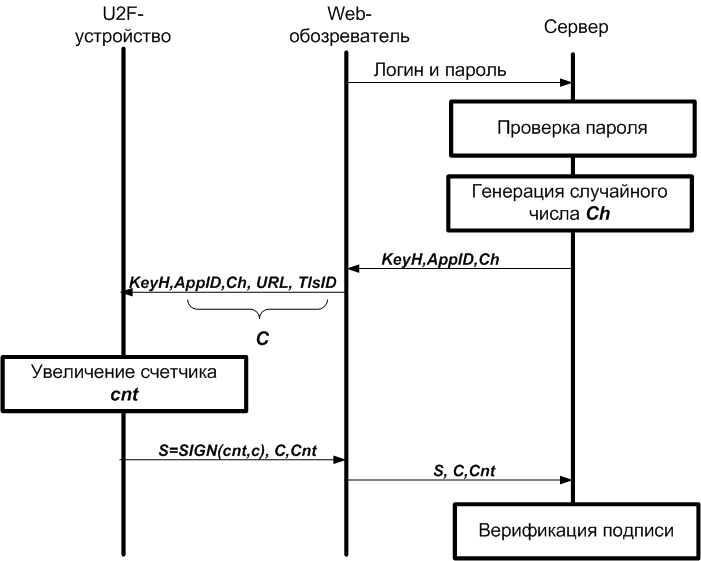 U2F-
устройство
Web-
обозреватель
Сервер
Логин и пароль
Проверка пароля
Генерация случайного
числа Ch
KeyH,AppID,Ch
KeyH,AppID,Ch, URL, TlsID
C
Увеличение счетчика
cnt
S=SIGN(cnt,c), C,Cnt
S, C,Cnt
Верификация подписи